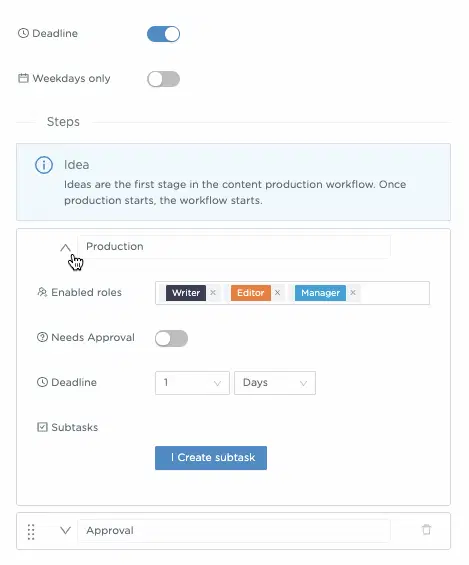 Deadline
Weekdays only
Steps
Idea
Ideas are the first stage in the content production workflow. Once
production starts, the workflow starts.
Production
Enabled roles Writer × Editor × Manager ×
Needs Approval
Deadline 1 Days
Subtasks
I Create subtask
Approval